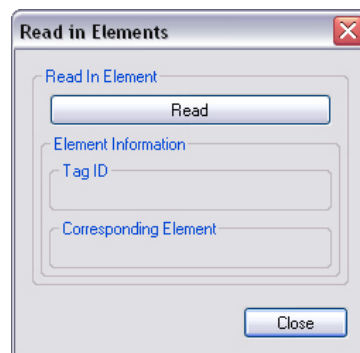 Read in Elements
Read In Element
Read
Element Information
Tag ID
Corresponding Element
Close